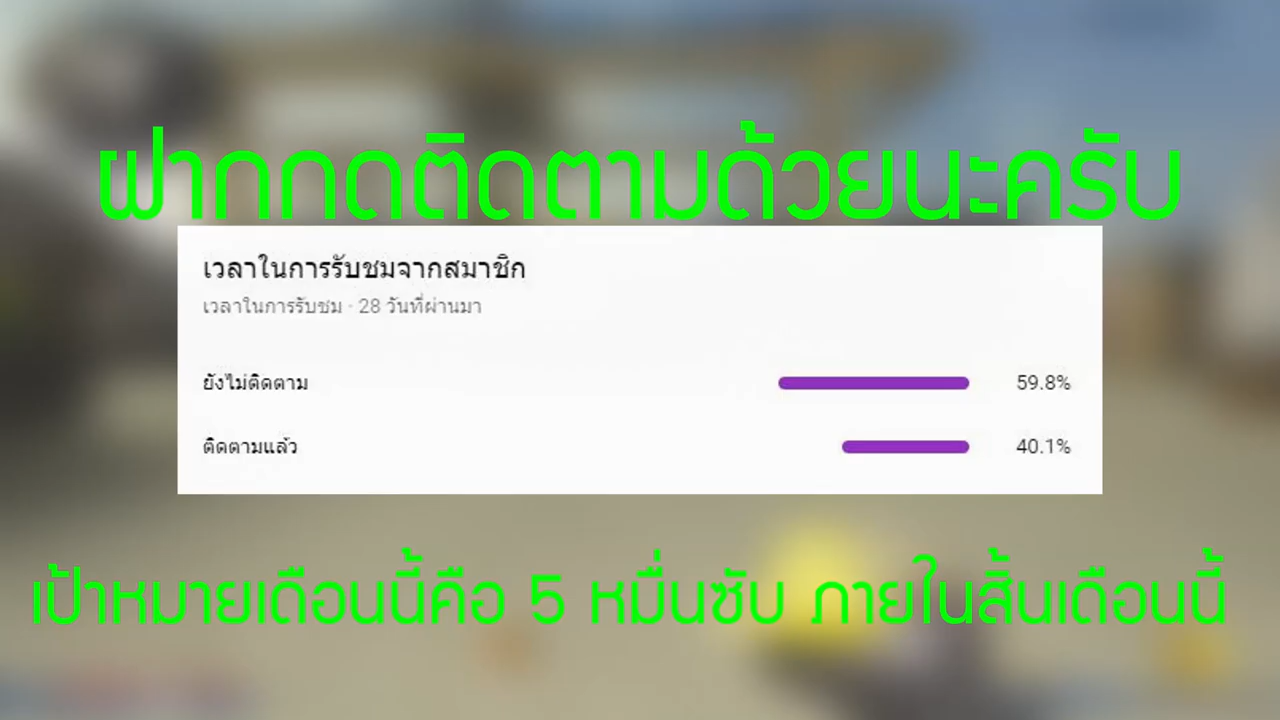 ฝากกดติดตามด้วยนะครับ
เวลาในการรับชมจากสมาชิก
เวลาในการรับชม · 28 วันที่ผ่านมา
ยังไม่ติดตาม 59.8%
ติดตามแล้ว 40.1%
เป้าหมายเดือนนี้คือ 5 หมื่นซับ ภายในสิ้นเดือนนี้